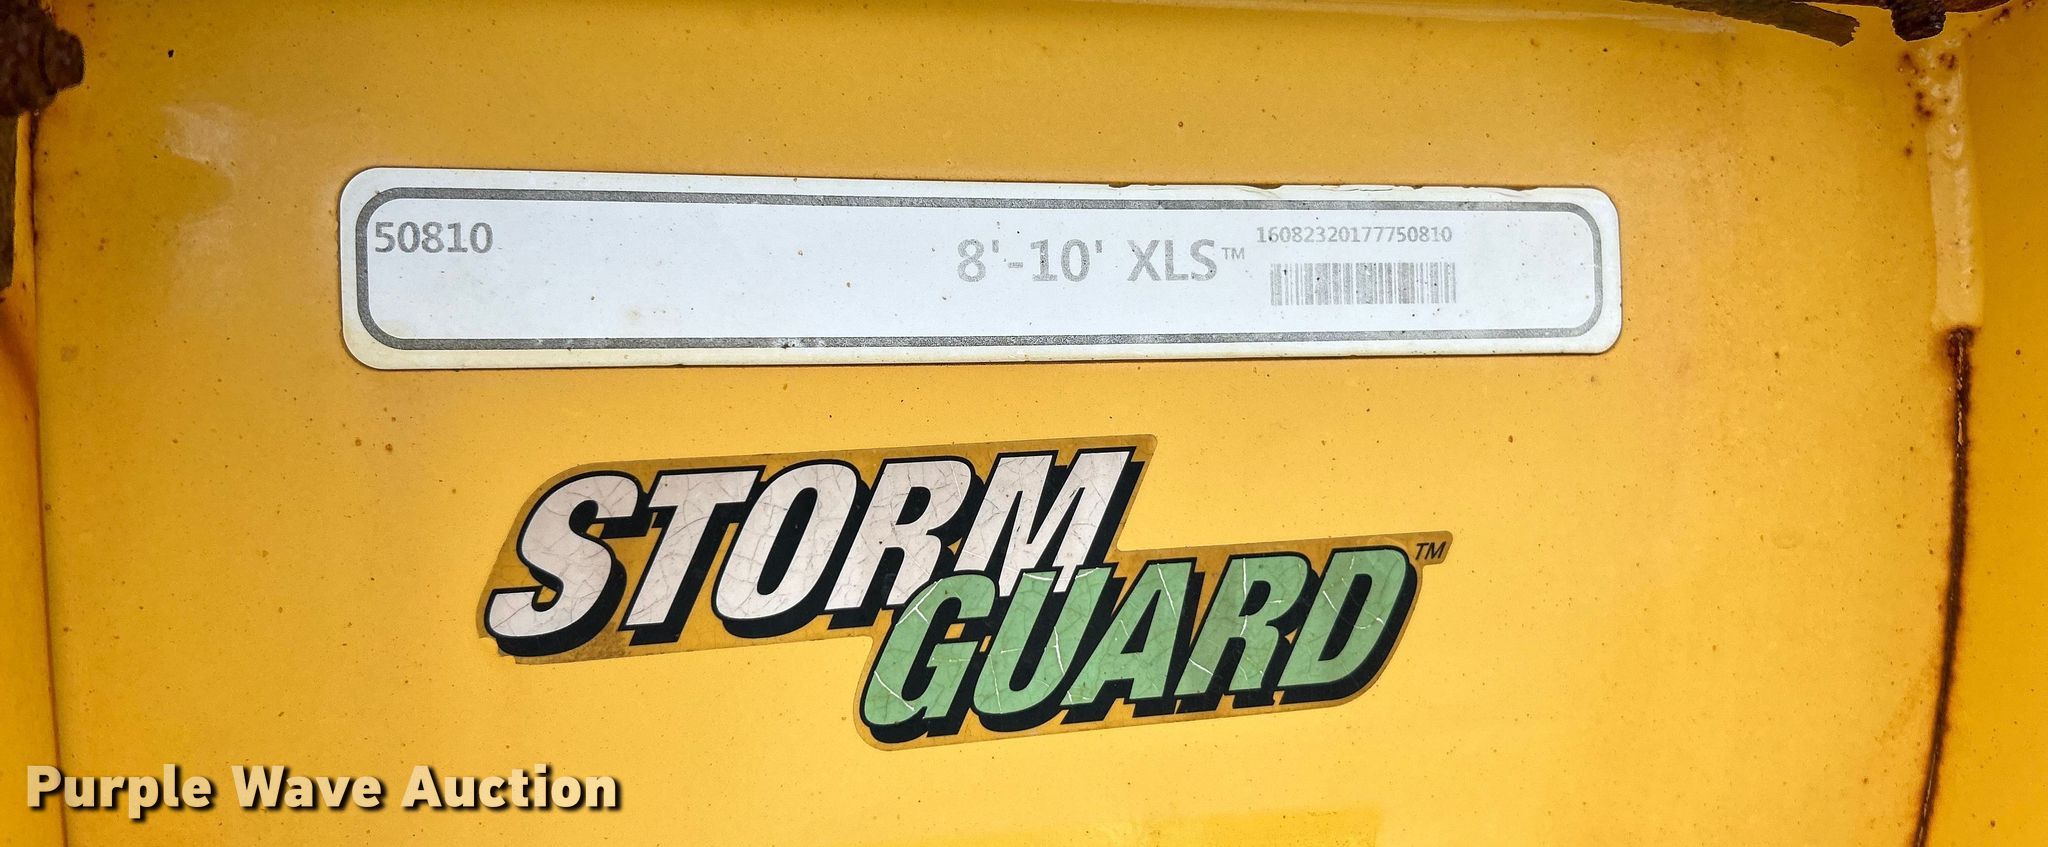 50810
8'-10' XLS™
16082320177750810
STORM
GUARD™
Purple Wave Auction